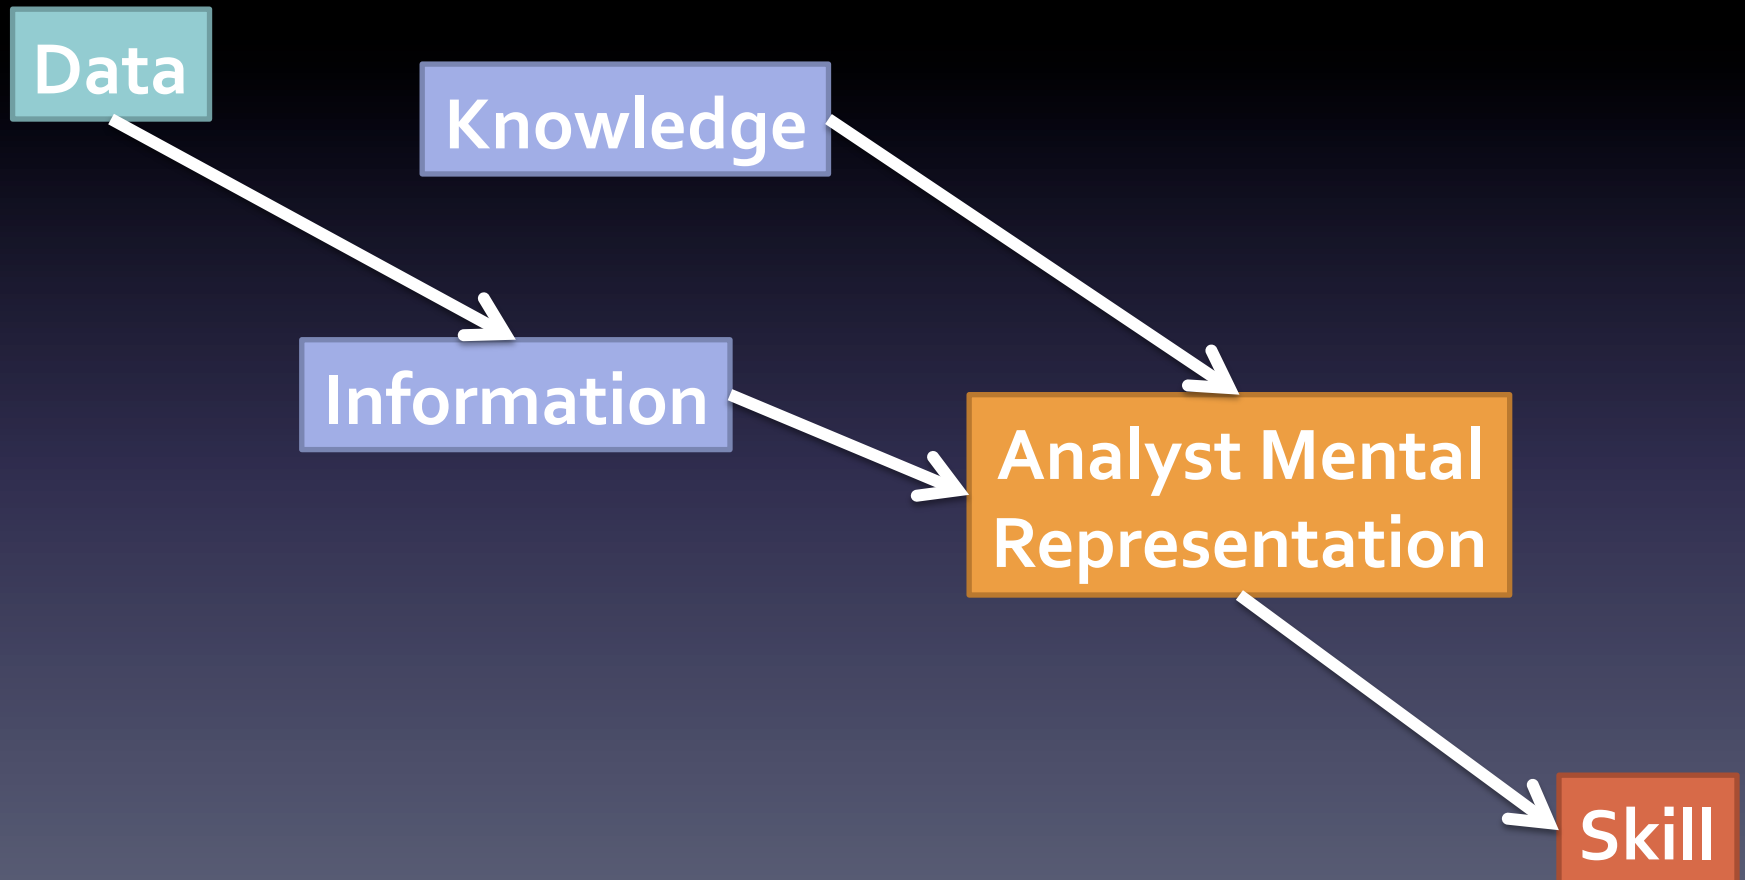 Data
Knowledge
Information
Analyst Mental
Representation
Skill